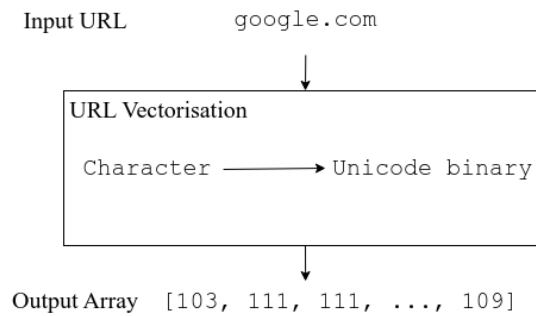 Input URL google.com
URL Vectorisation
Character Unicode binary
Output Array [103, 111, 111, ..., 109]